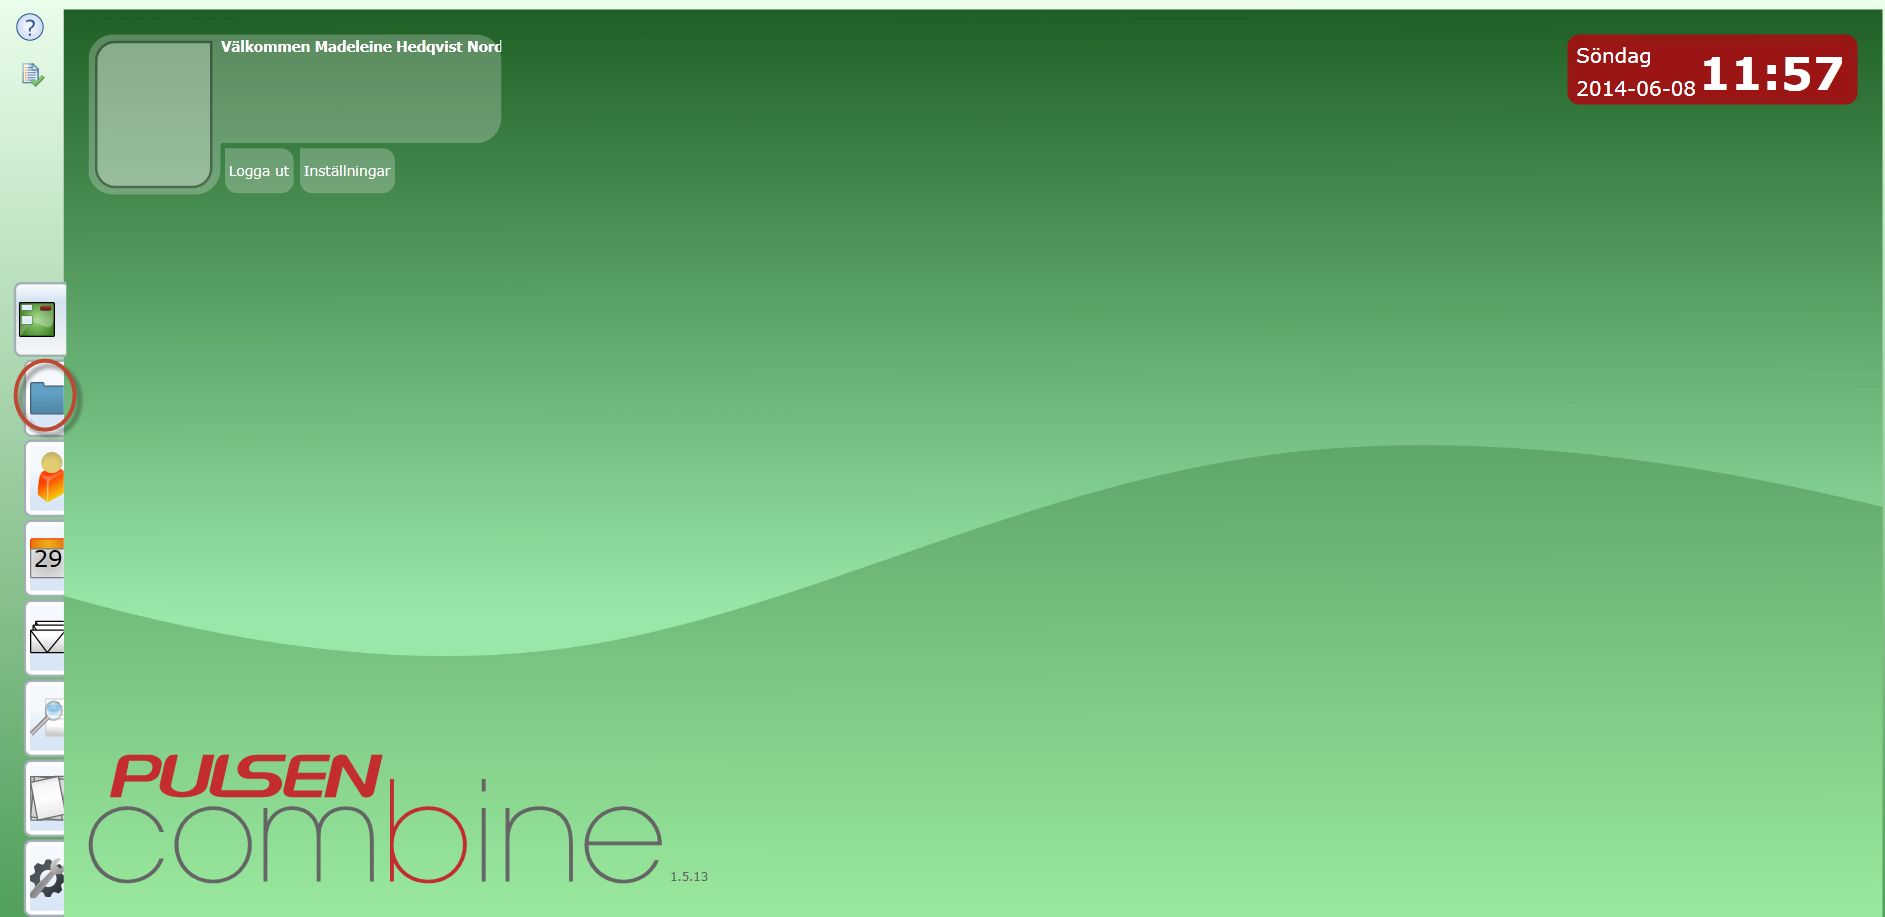 ?
Välkommen Madeleine Hedqvist Nord
Söndag
2014-06-08
11:57
Logga ut
Inställningar
29
PULSEN
combine
1.5.13